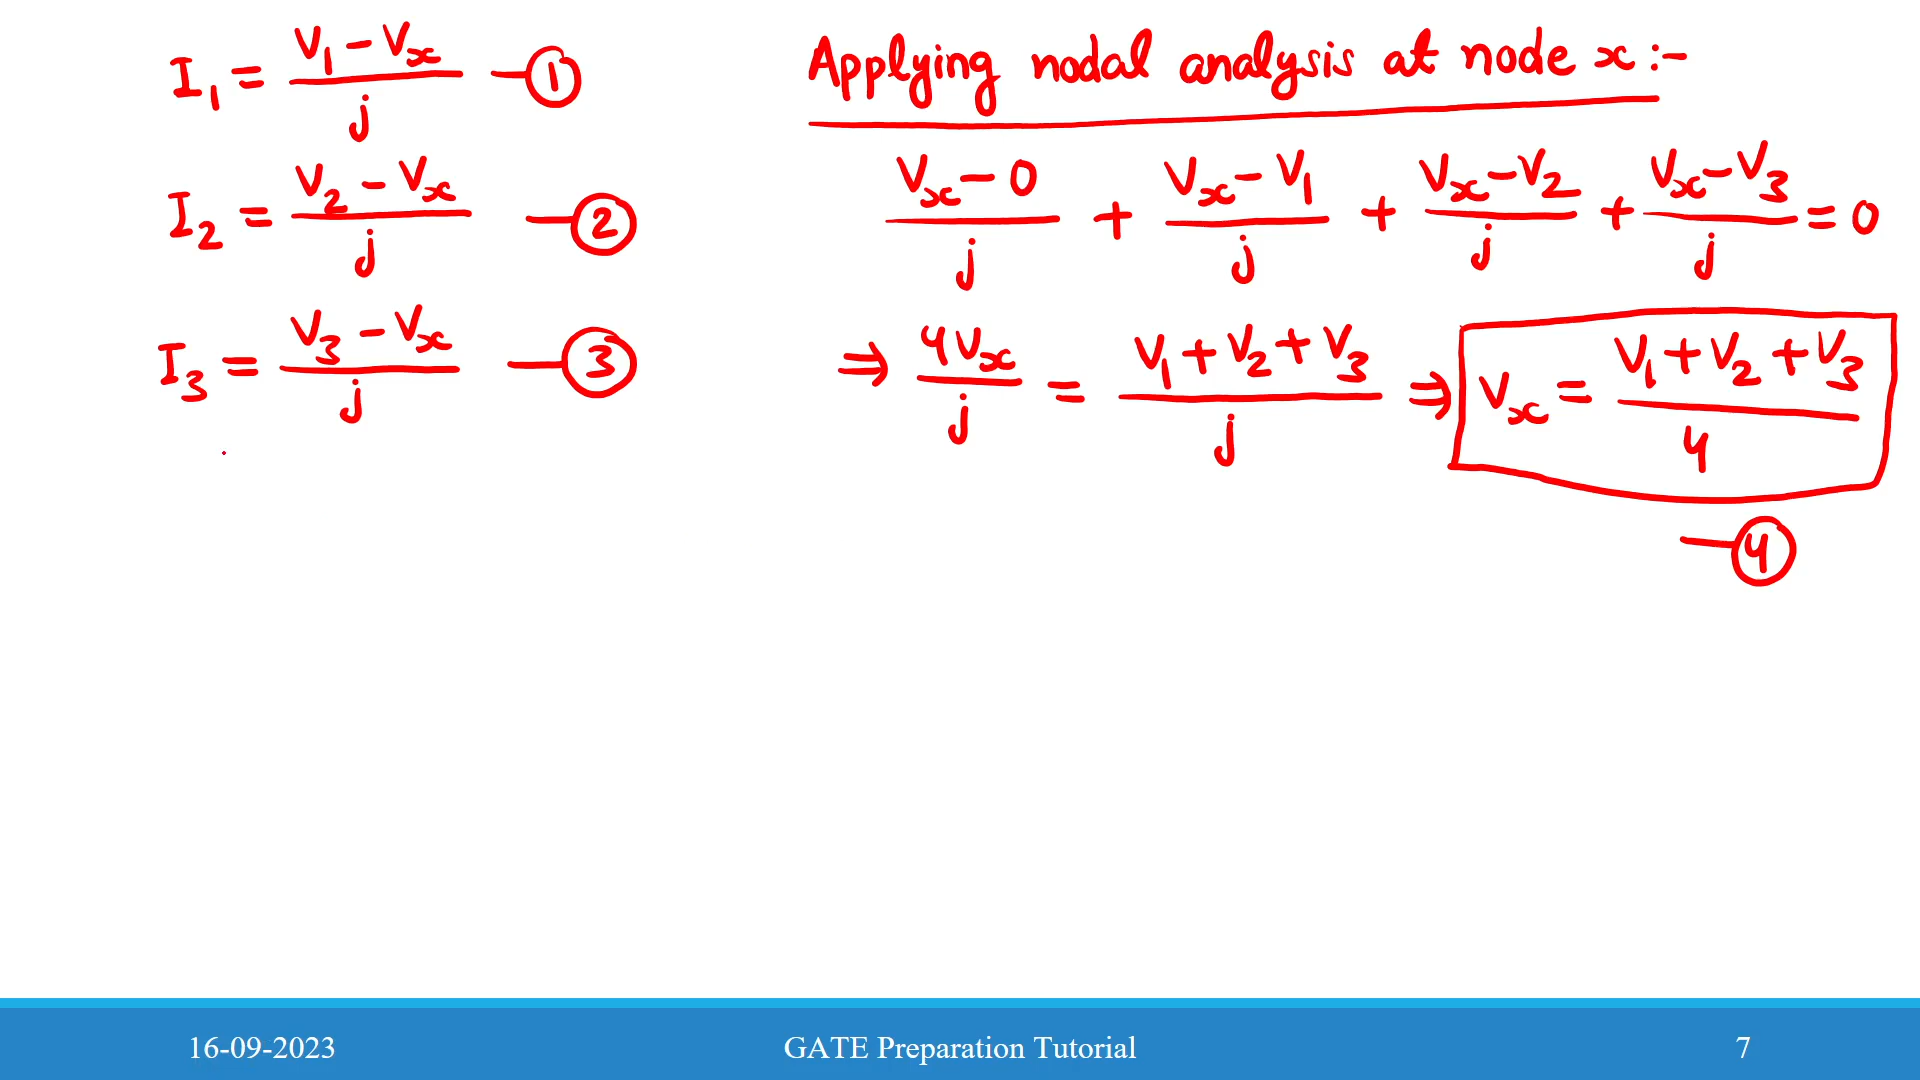 I₁ = (V₁ - Vₓ)/j — ①
I₂ = (V₂ - Vₓ)/j — ②
I₃ = (V₃ - Vₓ)/j — ③
Applying nodal analysis at node x :-
(Vₓ - 0)/j + (Vₓ - V₁)/j + (Vₓ - V₂)/j + (Vₓ - V₃)/j = 0
⇒ 4Vₓ/j = (V₁ + V₂ + V₃)/j ⇒ Vₓ = (V₁ + V₂ + V₃)/4
— ④
16-09-2023 GATE Preparation Tutorial 7